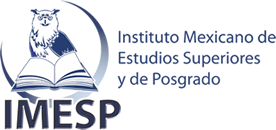 Instituto Mexicano de
Estudios Superiores
y de Posgrado
IMESP